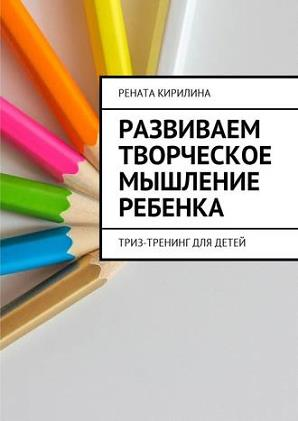 РЕНАТА КИРИЛИНА
РАЗВИВАЕМ
ТВОРЧЕСКОЕ
МЫШЛЕНИЕ
РЕБЕНКА
ТРИЗ-ТРЕНИНГ ДЛЯ ДЕТЕЙ